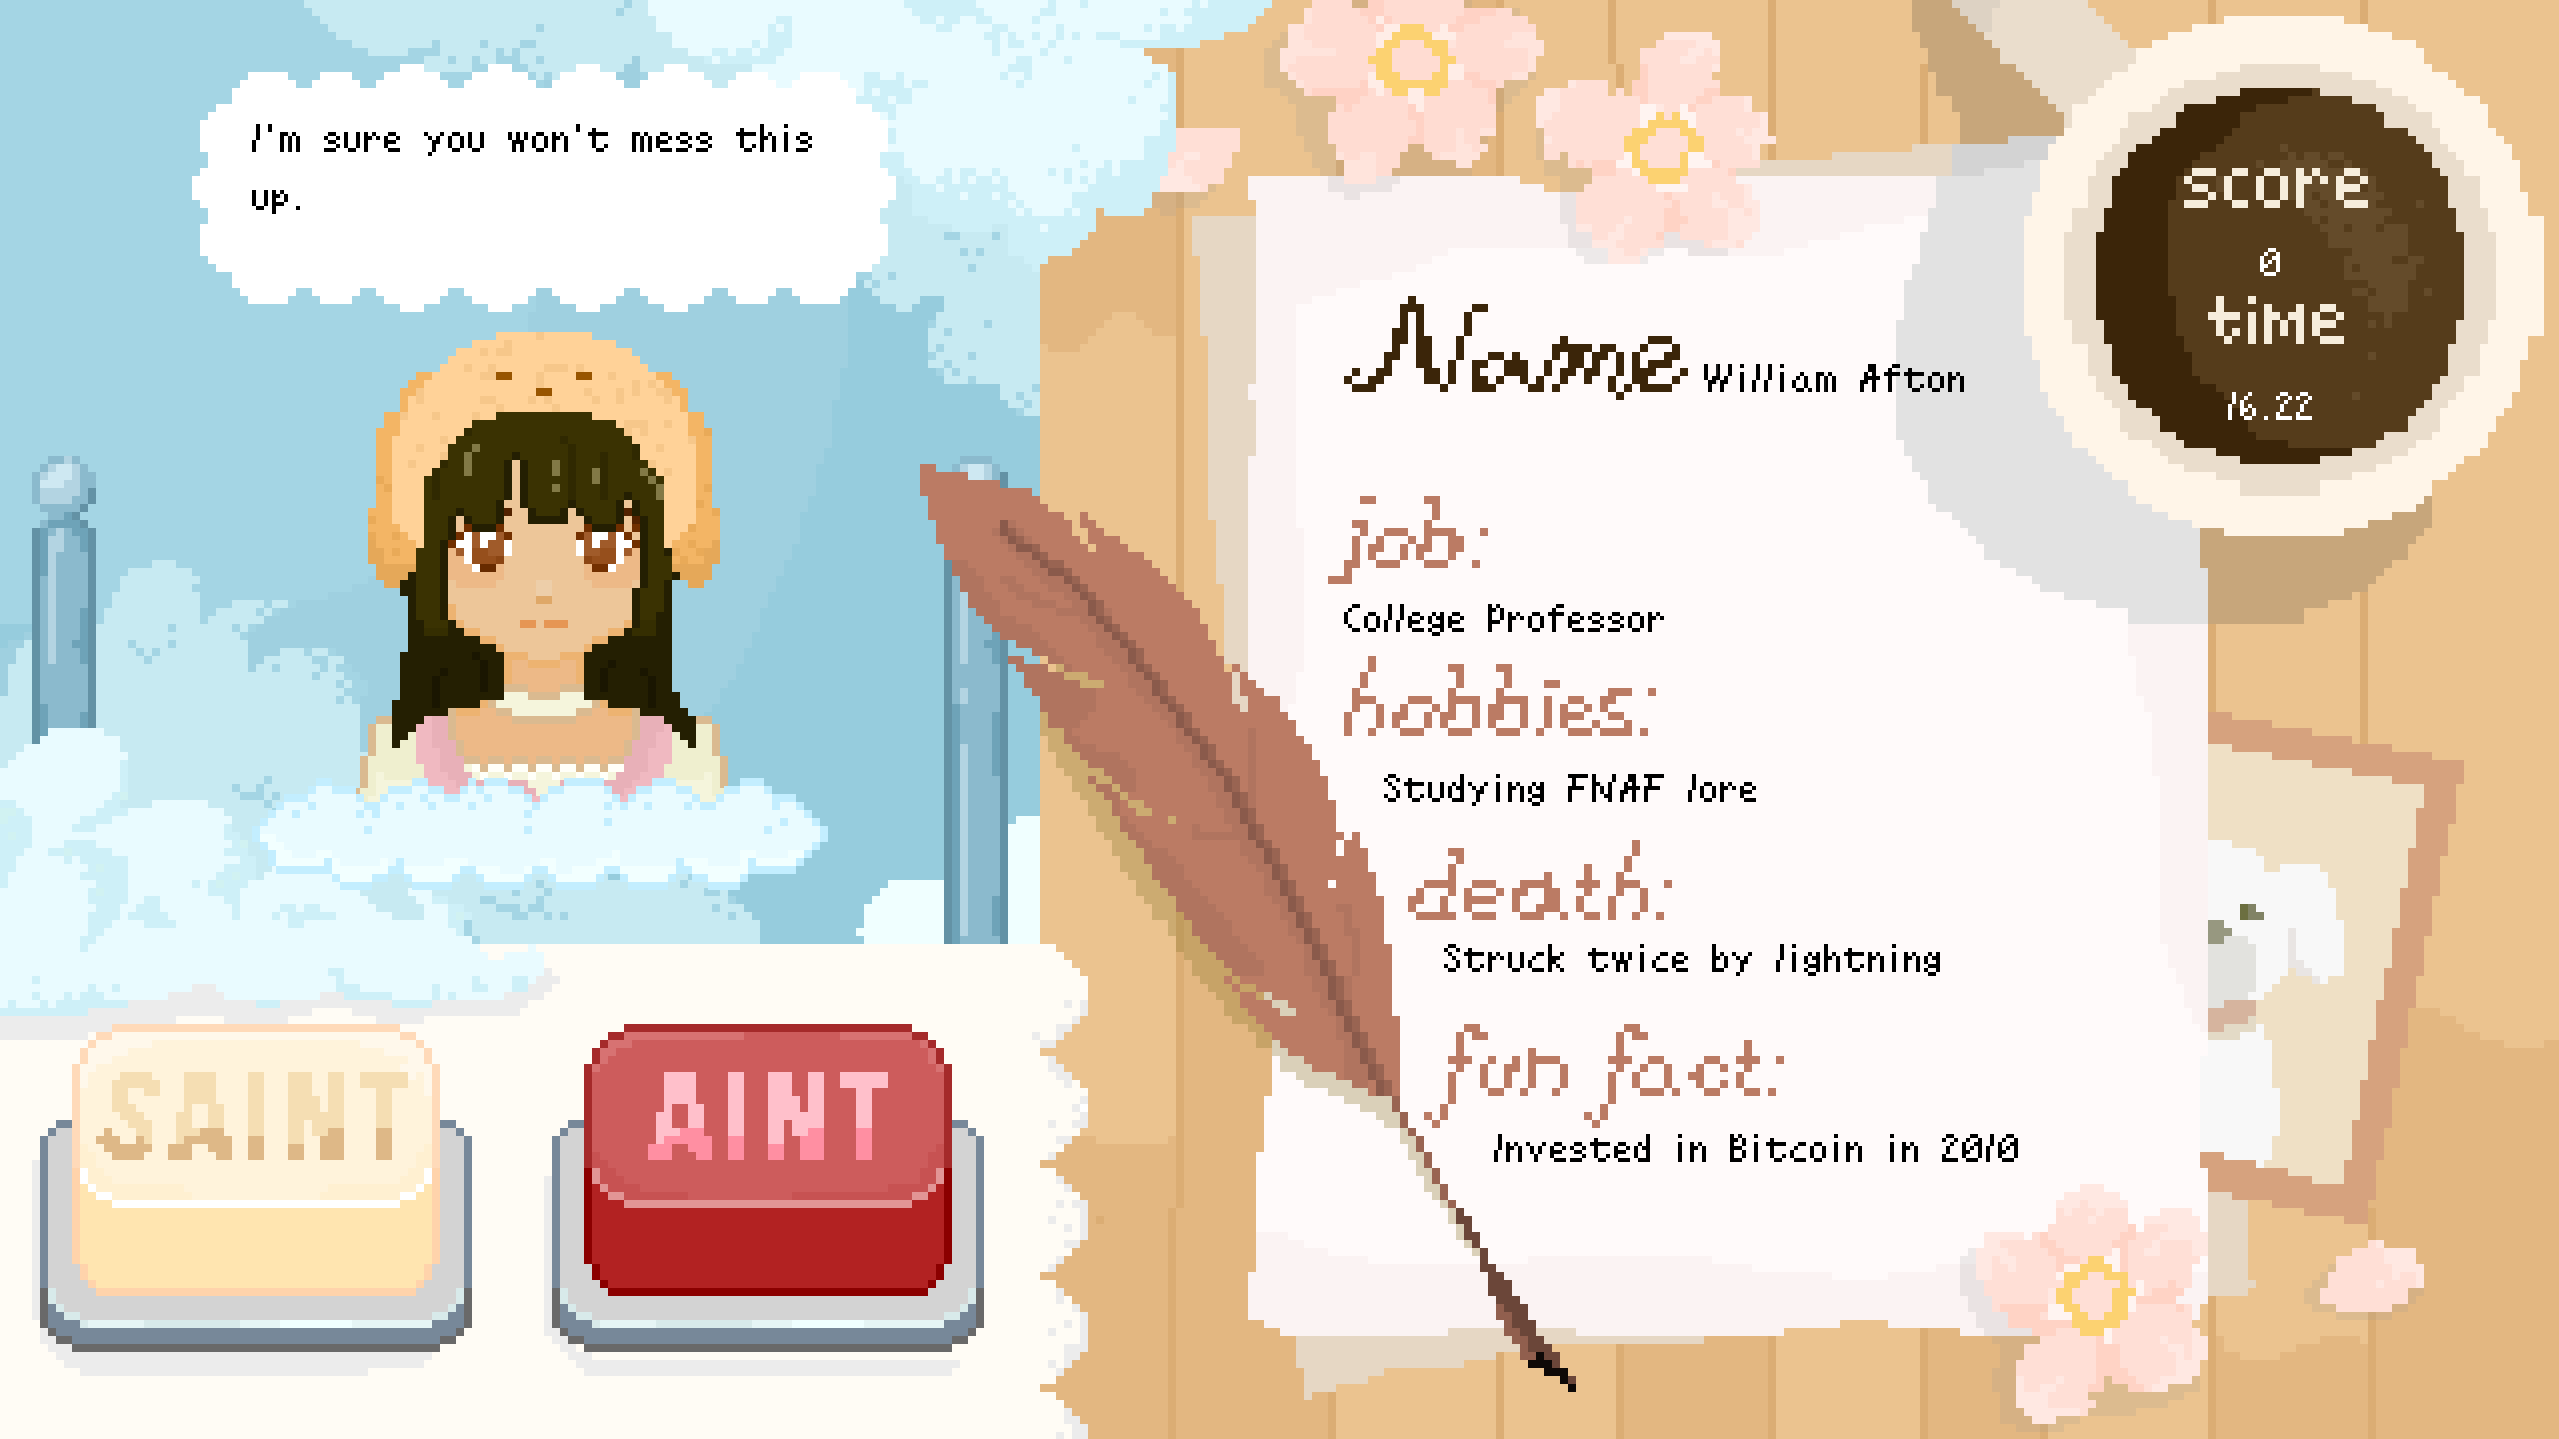 I'm sure you won't mess this
up.
score
0
time
16.22
Name William Afton
job:
College Professor
hobbies:
Studying FNAF lore
death:
Struck twice by lightning
fun fact:
Invested in Bitcoin in 2010
SAINT
AINT